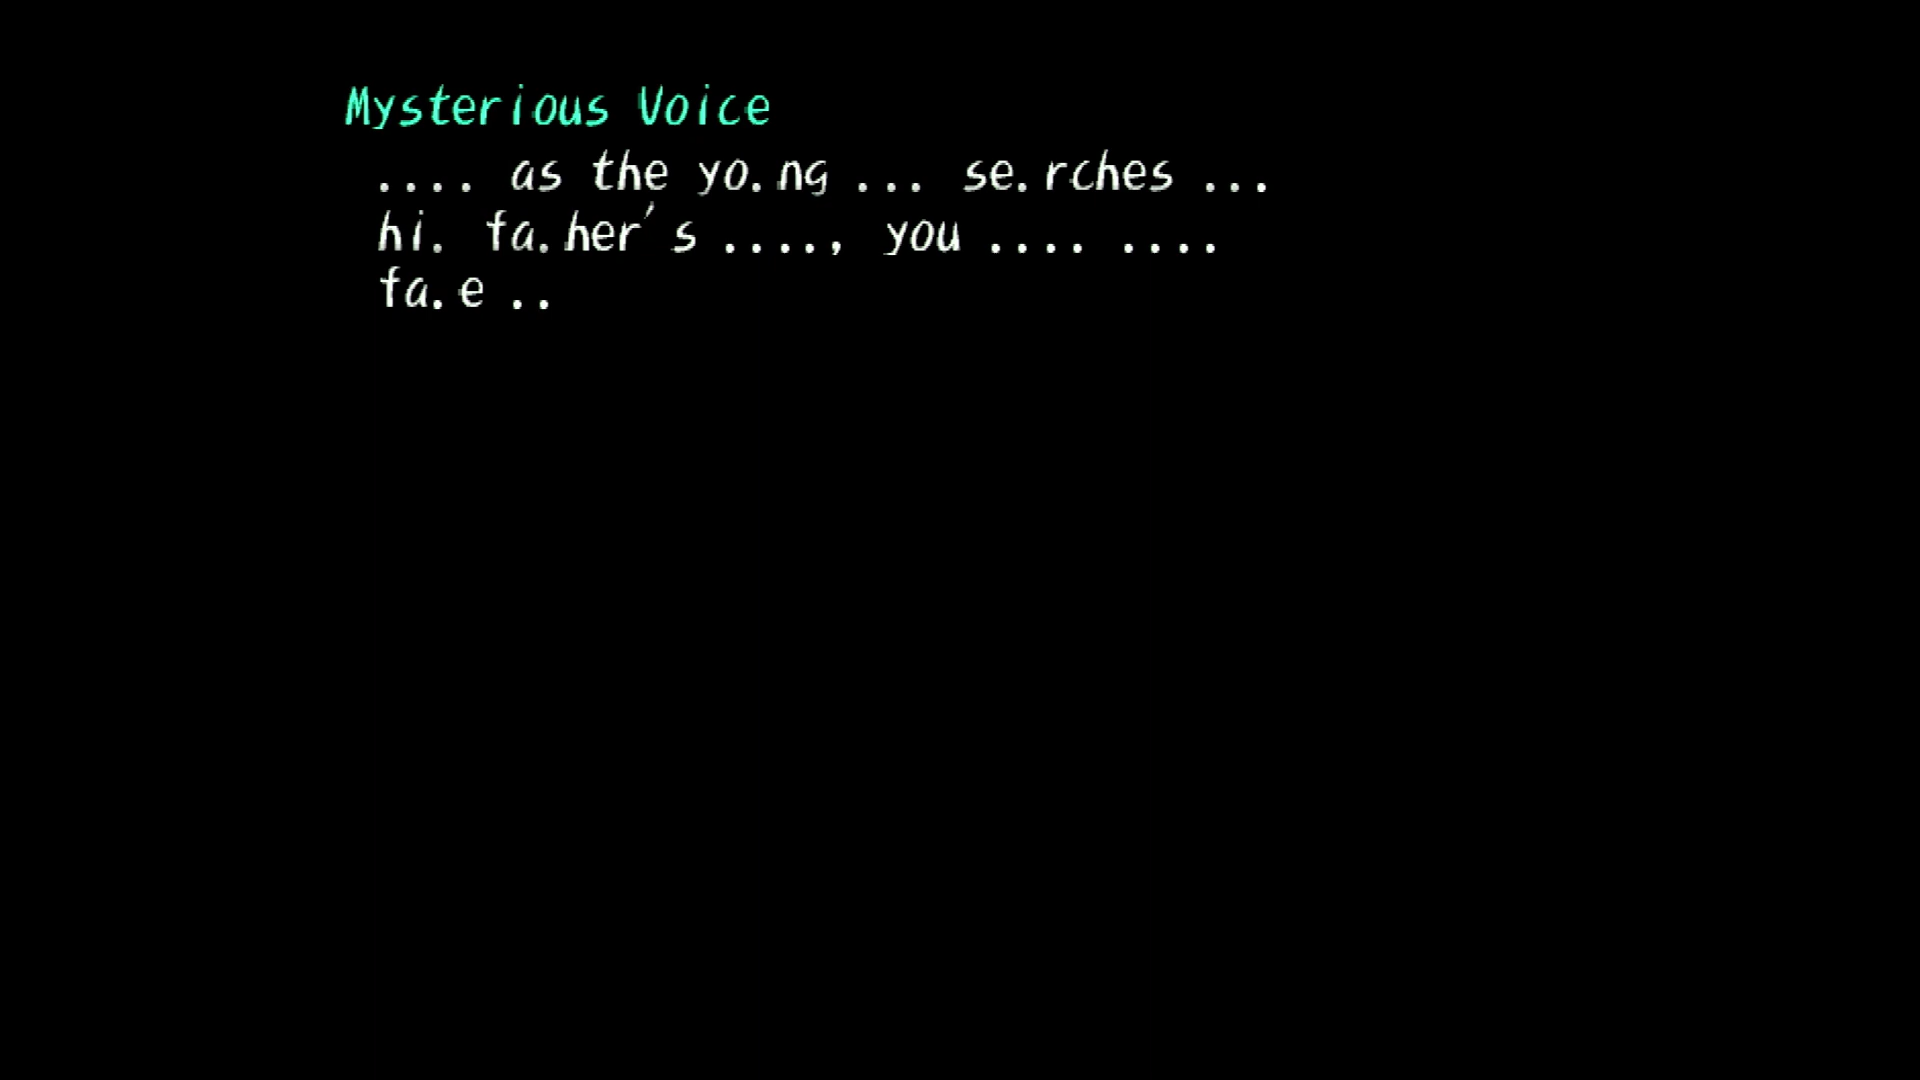 Mysterious Voice
.... as the yo.ng ... se.rches ...
hi. fa.her's ...., you .... ....
fa.e ..